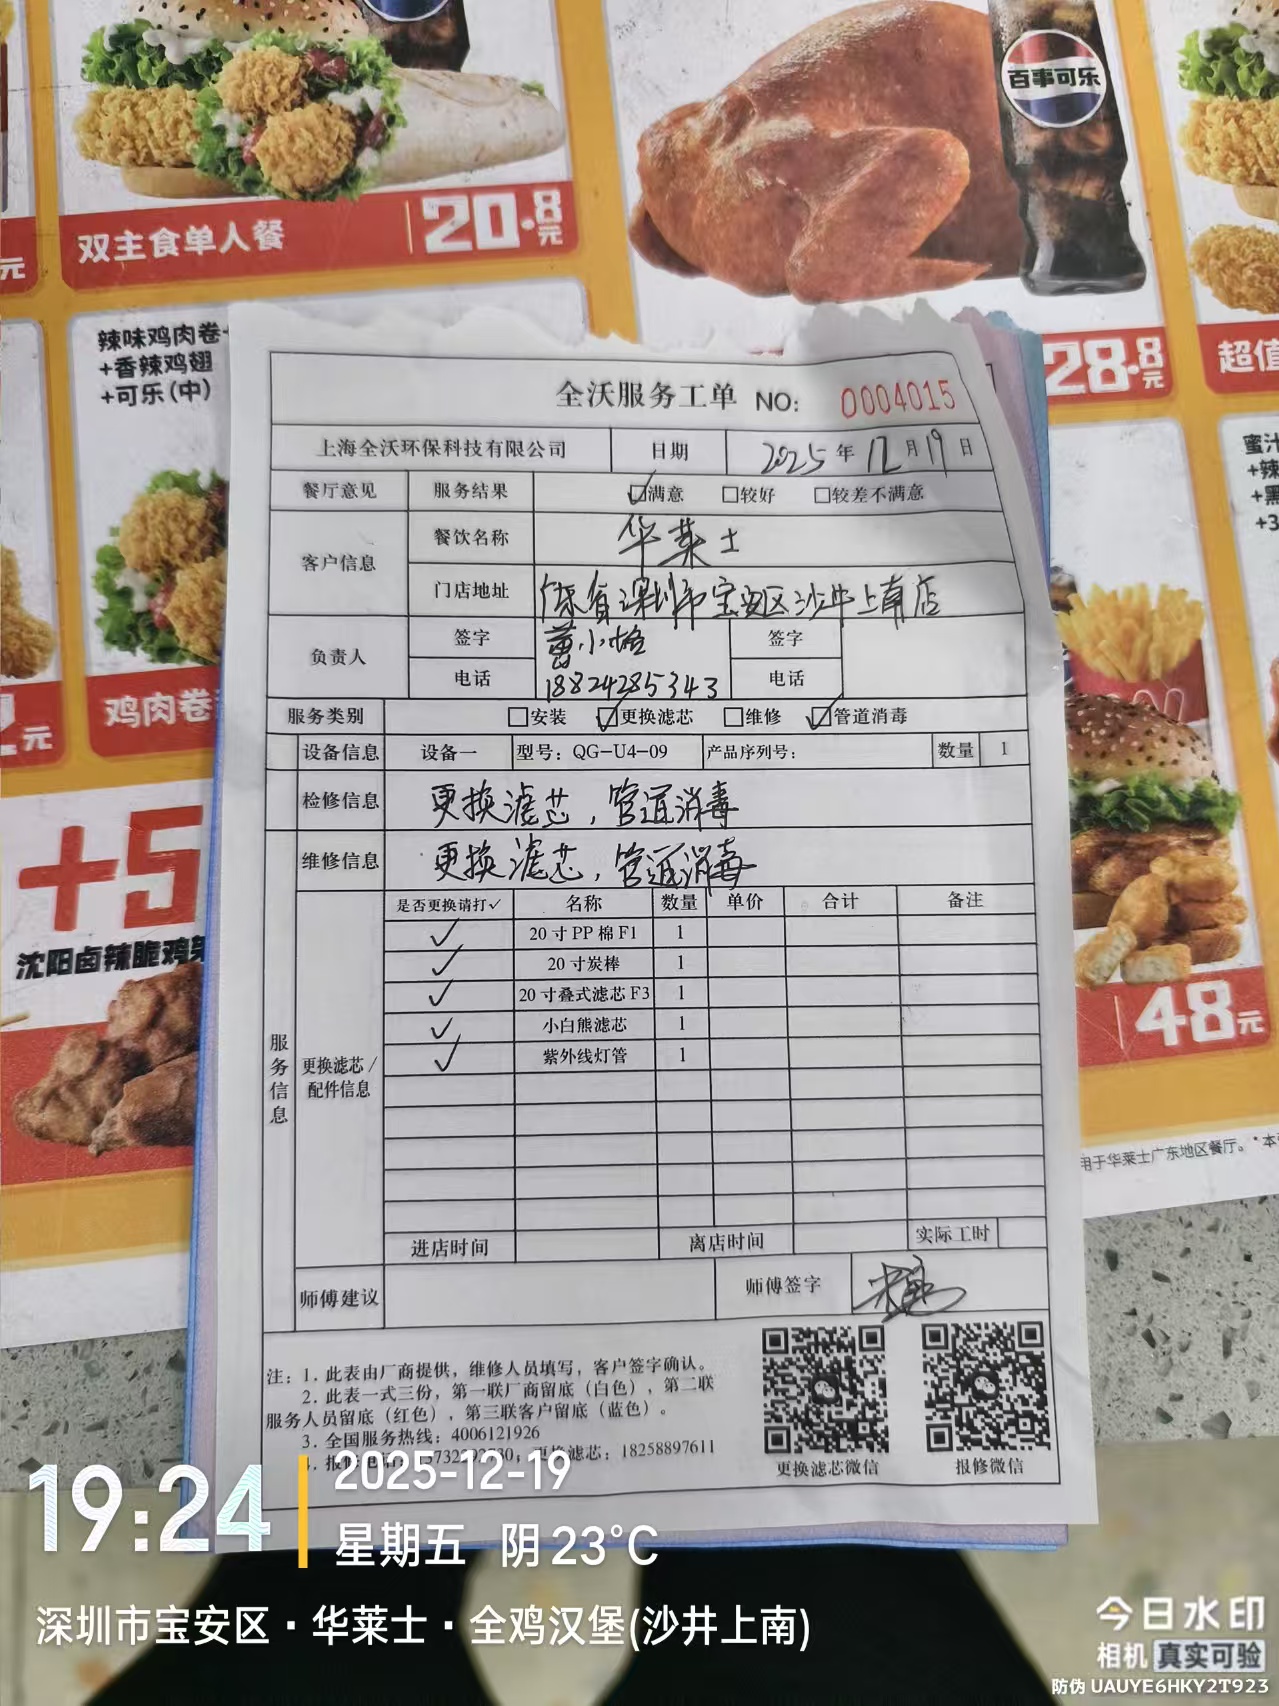 百事可乐
双主食单人餐
20.8元
元
辣味鸡肉卷+
+香辣鸡翅
+可乐(中)
28.8元
超值
蜜汁
+辣
+黑
+3
鸡肉卷
元
+5
沈阳卤辣脆鸡架
48元
用于华莱士广东地区餐厅。*本
全沃服务工单 NO: 0004015
上海全沃环保科技有限公司 日期 2025年12月19日
餐厅意见 服务结果 ☑满意 □较好 □较差不满意
客户信息 餐饮名称 华莱士
门店地址 广东省深圳市宝安区沙井上南店
负责人 签字 小 签字
电话 18824285343 电话
服务类别 □安装 ☑更换滤芯 □维修 ☑管道消毒
设备信息 设备一 型号: QG-U4-09 产品序列号: 数量 1
检修信息 更换滤芯,管道消毒
维修信息 更换滤芯,管道消毒
服务信息
更换滤芯/配件信息
是否更换请打✓ 名称 数量 单价 合计 备注
✓ 20寸PP棉F1 1
✓ 20寸炭棒 1
✓ 20寸叠式滤芯F3 1
✓ 小白熊滤芯 1
✓ 紫外线灯管 1
进店时间 离店时间 实际工时
师傅建议 师傅签字
注: 1. 此表由厂商提供，维修人员填写，客户签字确认。
2. 此表一式三份，第一联厂商留底（白色），第二联
服务人员留底（红色），第三联客户留底（蓝色）。
3. 全国服务热线: 4006121926
更换滤芯: 18258897611
更换滤芯微信 报修微信
19:24
2025-12-19
星期五 阴 23°C
深圳市宝安区·华莱士·全鸡汉堡(沙井上南)
今日水印
相机 真实可验
防伪 UAUYE6HKY2T923